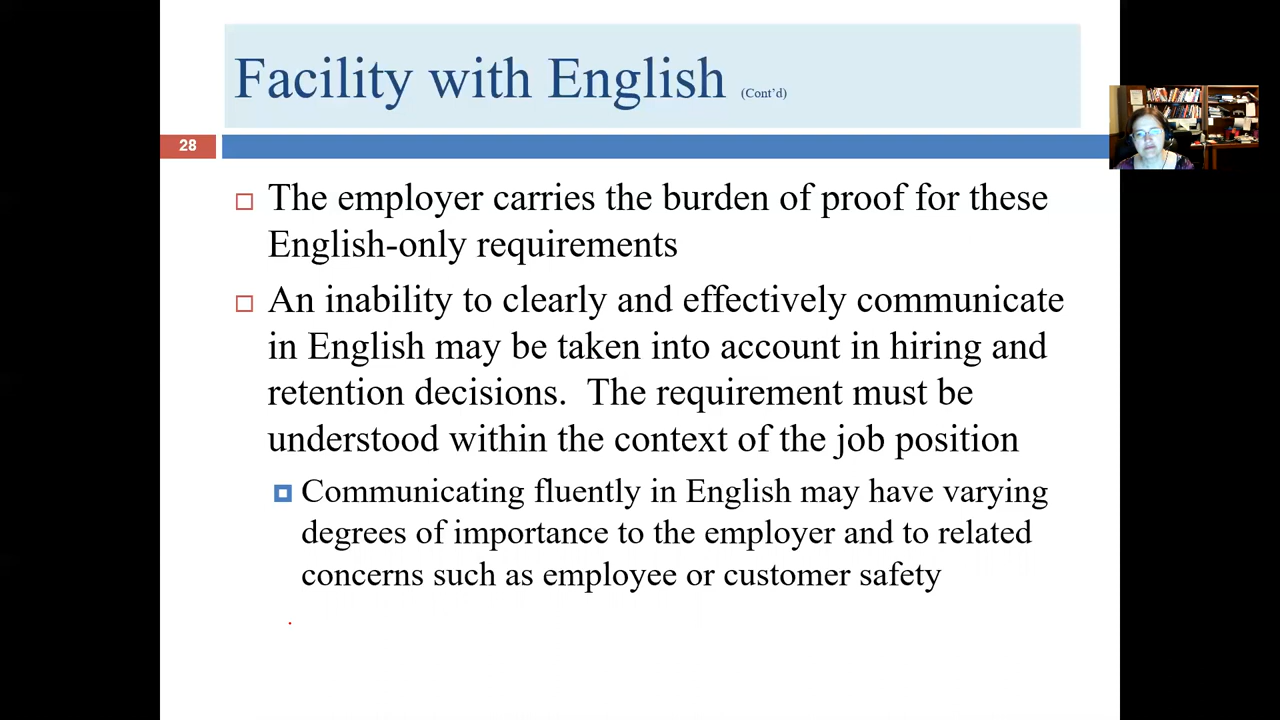 Facility with English (Cont’d)
28
The employer carries the burden of proof for these
English-only requirements
An inability to clearly and effectively communicate
in English may be taken into account in hiring and
retention decisions.  The requirement must be
understood within the context of the job position
Communicating fluently in English may have varying
degrees of importance to the employer and to related
concerns such as employee or customer safety